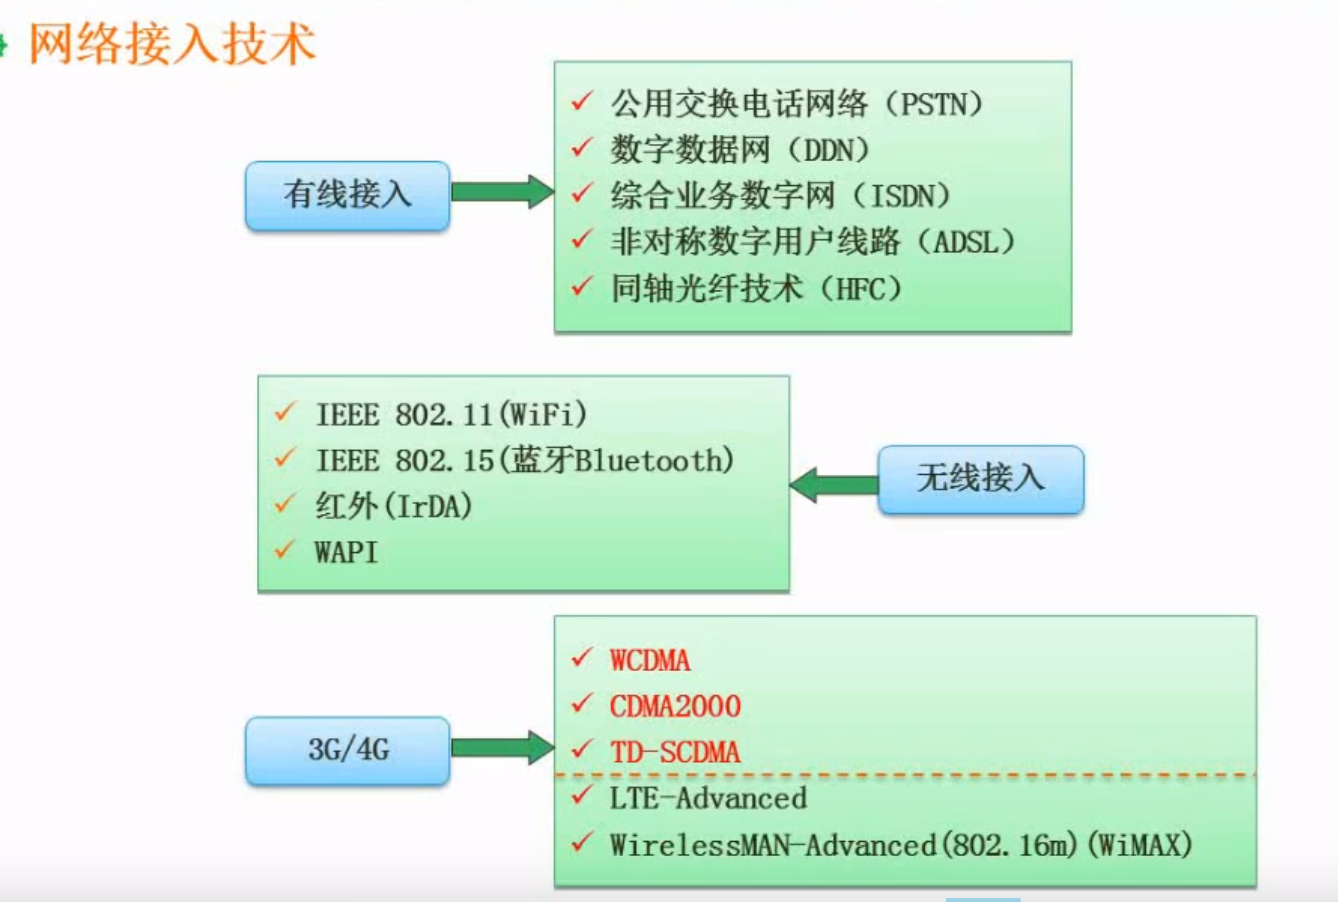 网络接入技术
有线接入
公用交换电话网络（PSTN）
数字数据网（DDN）
综合业务数字网（ISDN）
非对称数字用户线路（ADSL）
同轴光纤技术（HFC）
IEEE 802.11(WiFi)
IEEE 802.15(蓝牙Bluetooth)
红外(IrDA)
WAPI
无线接入
3G/4G
WCDMA
CDMA2000
TD-SCDMA
LTE-Advanced
WirelessMAN-Advanced(802.16m)(WiMAX)